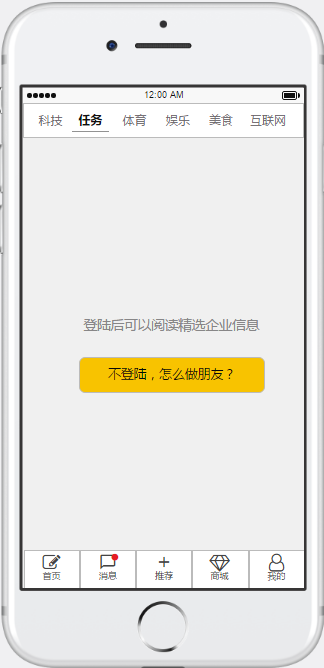 12:00 AM
科技 任务 体育 娱乐 美食 互联网
登陆后可以阅读精选企业信息
不登陆，怎么做朋友？
首页 消息 推荐 商城 我的